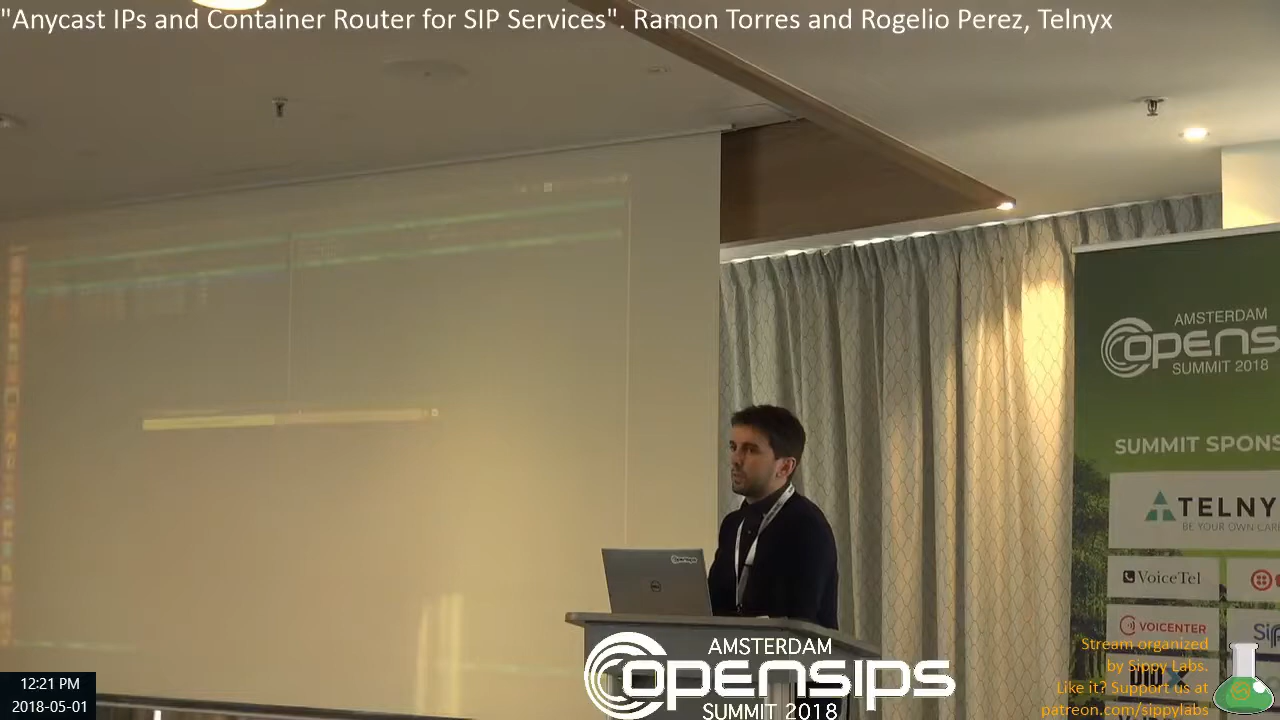 "Anycast IPs and Container Router for SIP Services". Ramon Torres and Rogelio Perez, Telnyx
AMSTERDAM
OPENS
SUMMIT 2018
SUMMIT SPONS
TELNY
BE YOUR OWN CAR
VoiceTel
VOICENTER
Sip
AMSTERDAM
opensips
SUMMIT 2018
Stream organized
by Sippy Labs.
Like it? Support us at
patreon.com/sippylabs
12:21 PM
2018-05-01